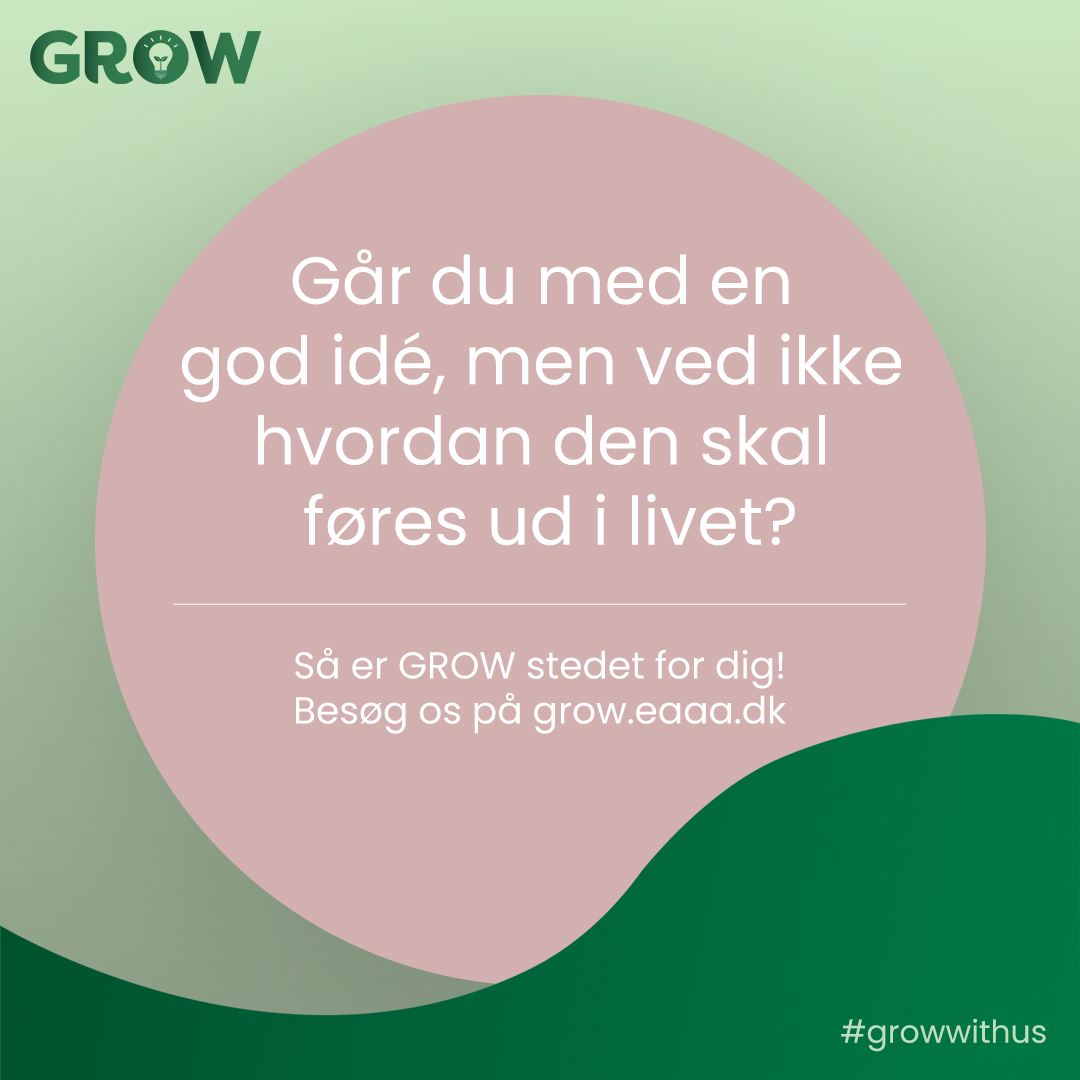 GROW
Går du med en
god idé, men ved ikke
hvordan den skal
føres ud i livet?
Så er GROW stedet for dig!
Besøg os på grow.eaaa.dk
#growwithus